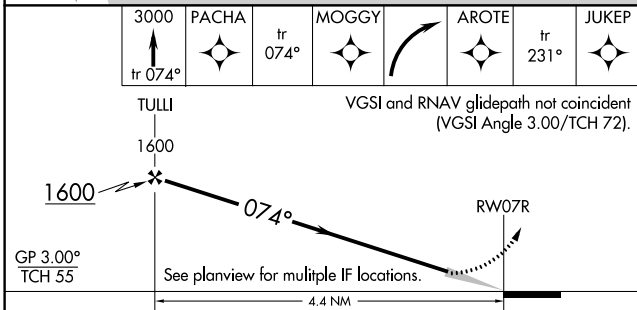 3000
tr 074°
PACHA
tr
074°
MOGGY
AROTE
tr
231°
JUKEP
TULLI
1600
VGSI and RNAV glidepath not coincident
(VGSI Angle 3.00/TCH 72).
1600
074°
RW07R
GP 3.00°
TCH 55
See planview for mulitple IF locations.
4.4 NM